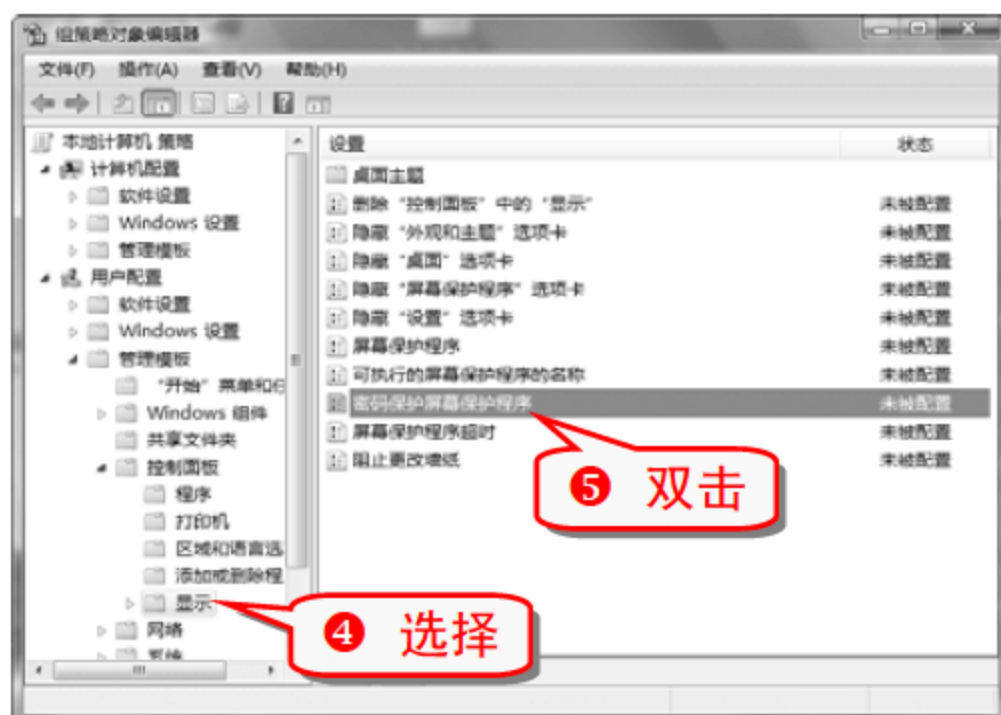 组策略对象编辑器
文件(F) 操作(A) 查看(V) 帮助(H)
本地计算机 策略
计算机配置
软件设置
Windows 设置
管理模板
用户配置
软件设置
Windows 设置
管理模板
“开始”菜单和任
Windows 组件
共享文件夹
控制面板
程序
打印机
区域和语言选
添加或删除程
显示
网络
系统
设置 状态
桌面主题
删除“控制面板”中的“显示” 未被配置
隐藏“外观和主题”选项卡 未被配置
隐藏“桌面”选项卡 未被配置
隐藏“屏幕保护程序”选项卡 未被配置
隐藏“设置”选项卡 未被配置
屏幕保护程序 未被配置
可执行的屏幕保护程序的名称 未被配置
密码保护屏幕保护程序 未被配置
屏幕保护程序超时 未被配置
阻止更改墙纸 未被配置
❺ 双击
❹ 选择